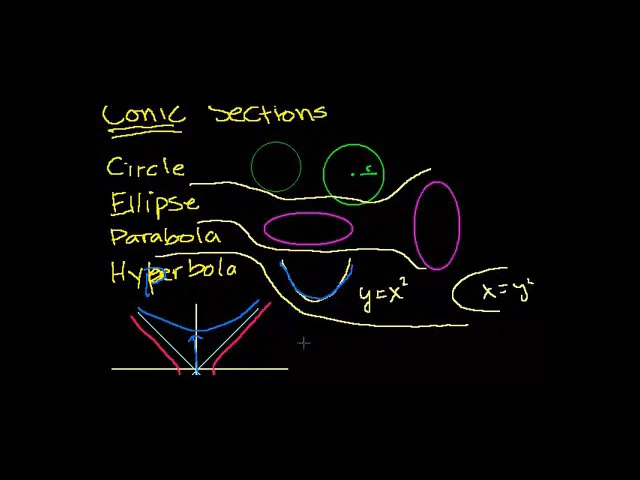 Conic Sections
Circle
r
Ellipse
Parabola
Hyperbola
y=x²
x=y²